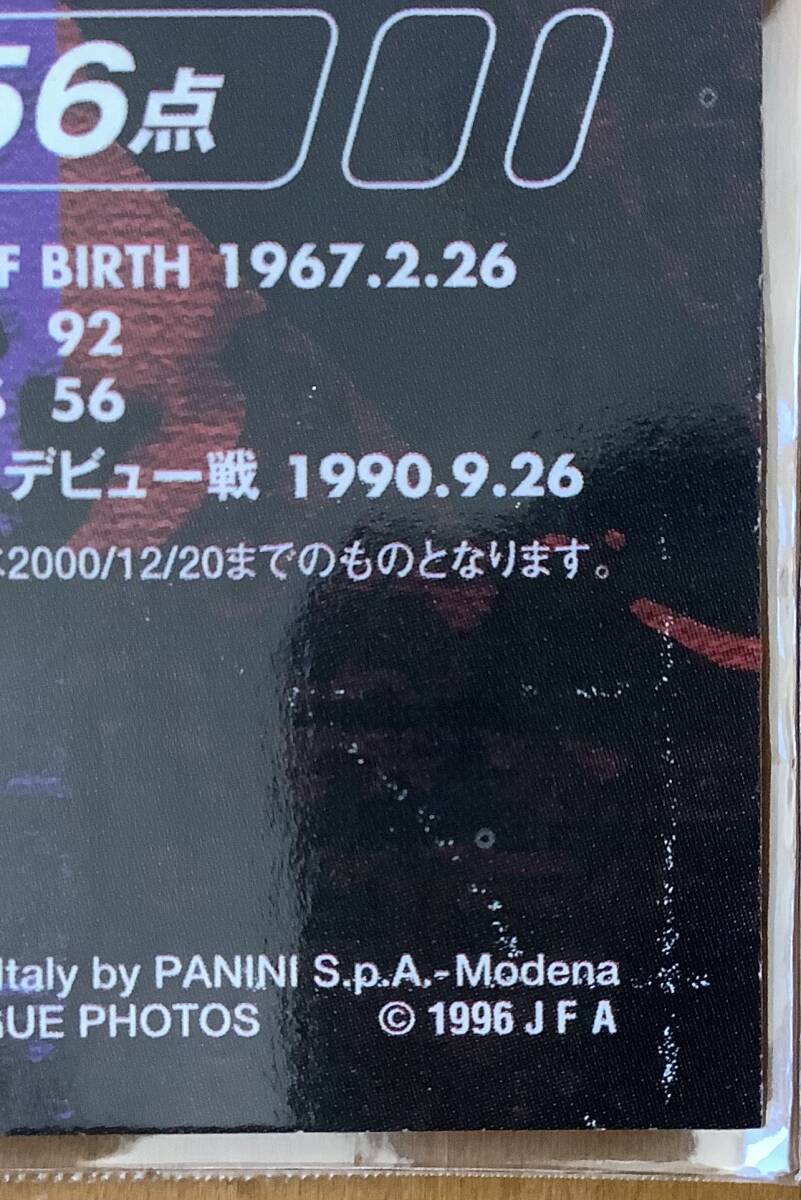 56点
F BIRTH 1967.2.26
92
56
デビュー戦 1990.9.26
2000/12/20までのものとなります。
Italy by PANINI S.p.A.-Modena
GUE PHOTOS © 1996 J F A